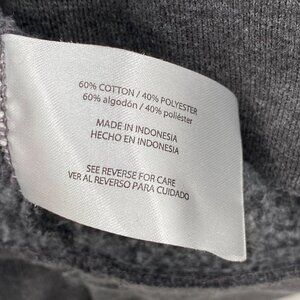 60% COTTON / 40% POLYESTER
60% algodón / 40% poliéster
MADE IN INDONESIA
HECHO EN INDONESIA
SEE REVERSE FOR CARE
VER AL REVERSO PARA CUIDADO